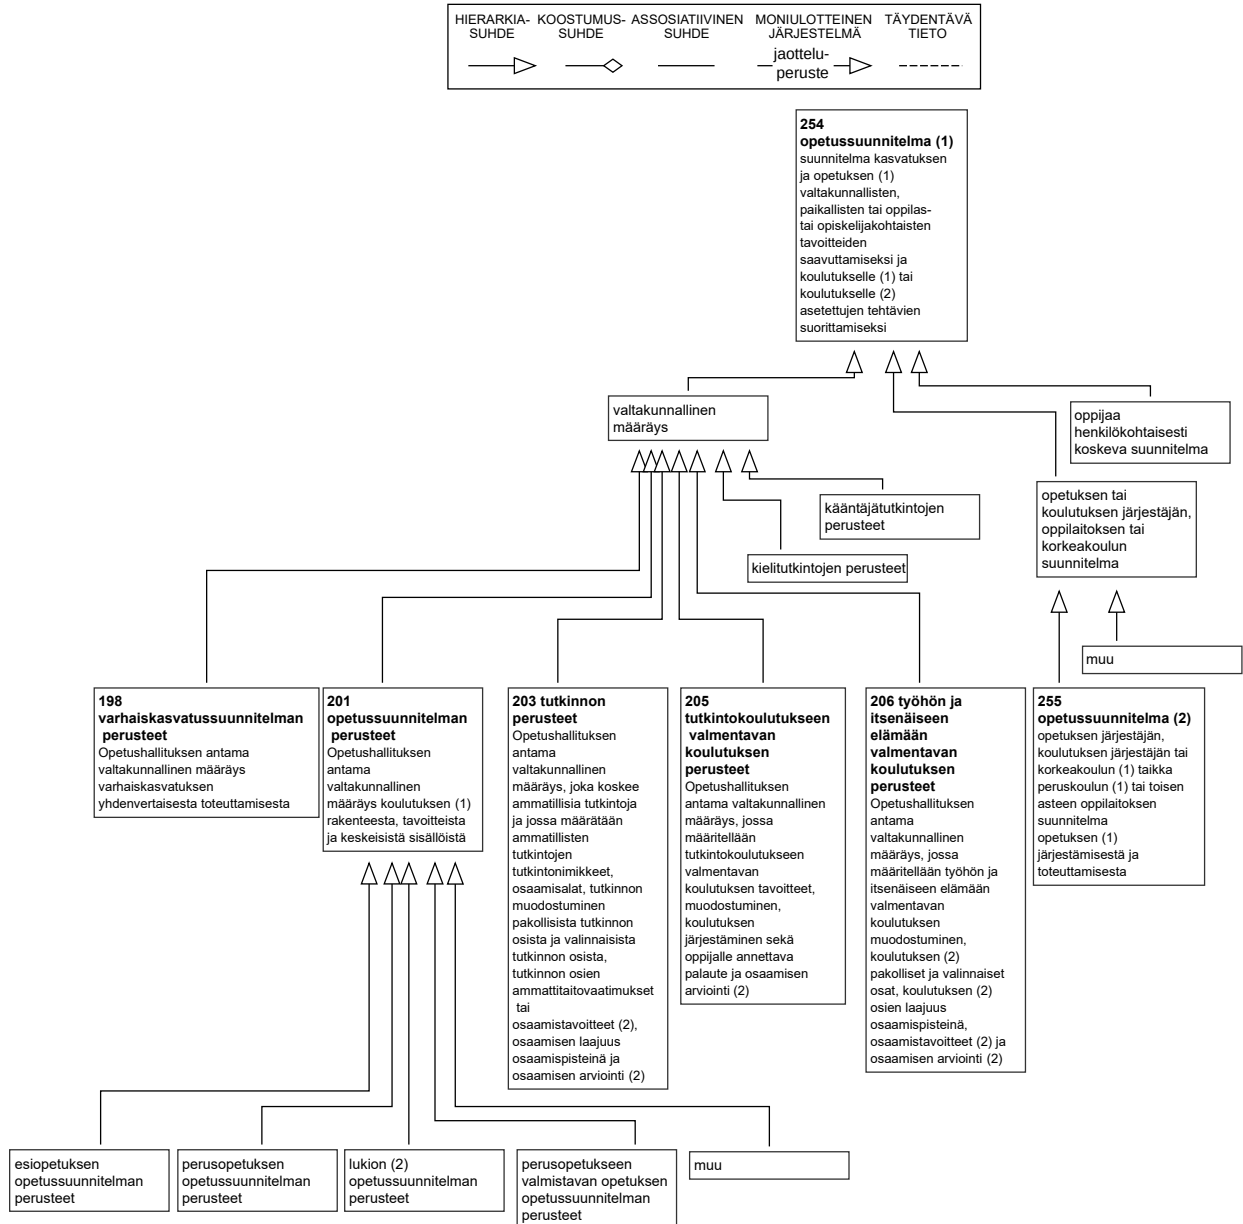 HIERARKIA-
SUHDE
KOOSTUMUS-
SUHDE
ASSOSIATIIVINEN
SUHDE
MONIULOTTEINEN
JÄRJESTELMÄ
TÄYDENTÄVÄ
TIETO
jaottelu-
peruste
254
opetussuunnitelma (1)
suunnitelma kasvatuksen
ja opetuksen (1)
valtakunnallisten,
paikallisten tai oppilas-
tai opiskelijakohtaisten
tavoitteiden
saavuttamiseksi ja
koulutukselle (1) tai
koulutukselle (2)
asetettujen tehtävien
suorittamiseksi
valtakunnallinen
määräys
oppijaa
henkilökohtaisesti
koskeva suunnitelma
kääntäjätutkintojen
perusteet
opetuksen tai
koulutuksen järjestäjän,
oppilaitoksen tai
korkeakoulun
suunnitelma
kielitutkintojen perusteet
muu
198
varhaiskasvatussuunnitelman
perusteet
Opetushallituksen antama
valtakunnallinen määräys
varhaiskasvatuksen
yhdenvertaisesta toteuttamisesta
201
opetussuunnitelman
perusteet
Opetushallituksen
antama
valtakunnallinen
määräys koulutuksen (1)
rakenteesta, tavoitteista
ja keskeisistä sisällöistä
203 tutkinnon
perusteet
Opetushallituksen
antama
valtakunnallinen
määräys, joka koskee
ammatillisia tutkintoja
ja jossa määrätään
ammatillisten
tutkintojen
tutkintonimikkeet,
osaamisalat, tutkinnon
muodostuminen
pakollisista tutkinnon
osista ja valinnaisista
tutkinnon osista,
tutkinnon osien
ammattitaitovaatimukset
tai
osaamistavoitteet (2),
osaamisen laajuus
osaamispisteinä ja
osaamisen arviointi (2)
205
tutkintokoulutukseen
valmentavan
koulutuksen
perusteet
Opetushallituksen
antama valtakunnallinen
määräys, jossa
määritellään
tutkintokoulutukseen
valmentavan
koulutuksen tavoitteet,
muodostuminen,
koulutuksen
järjestäminen sekä
oppijalle annettava
palaute ja osaamisen
arviointi (2)
206 työhön ja
itsenäiseen
elämään
valmentavan
koulutuksen
perusteet
Opetushallituksen
antama
valtakunnallinen
määräys, jossa
määritellään työhön ja
itsenäiseen elämään
valmentavan
koulutuksen
muodostuminen,
koulutuksen (2)
pakolliset ja valinnaiset
osat, koulutuksen (2)
osien laajuus
osaamispisteinä,
osaamistavoitteet (2) ja
osaamisen arviointi (2)
255
opetussuunnitelma (2)
opetuksen järjestäjän,
koulutuksen järjestäjän tai
korkeakoulun (1) taikka
peruskoulun (1) tai toisen
asteen oppilaitoksen
suunnitelma
opetuksen (1)
järjestämisestä ja
toteuttamisesta
esiopetuksen
opetussuunnitelman
perusteet
perusopetuksen
opetussuunnitelman
perusteet
lukion (2)
opetussuunnitelman
perusteet
perusopetukseen
valmistavan opetuksen
opetussuunnitelman
perusteet
muu